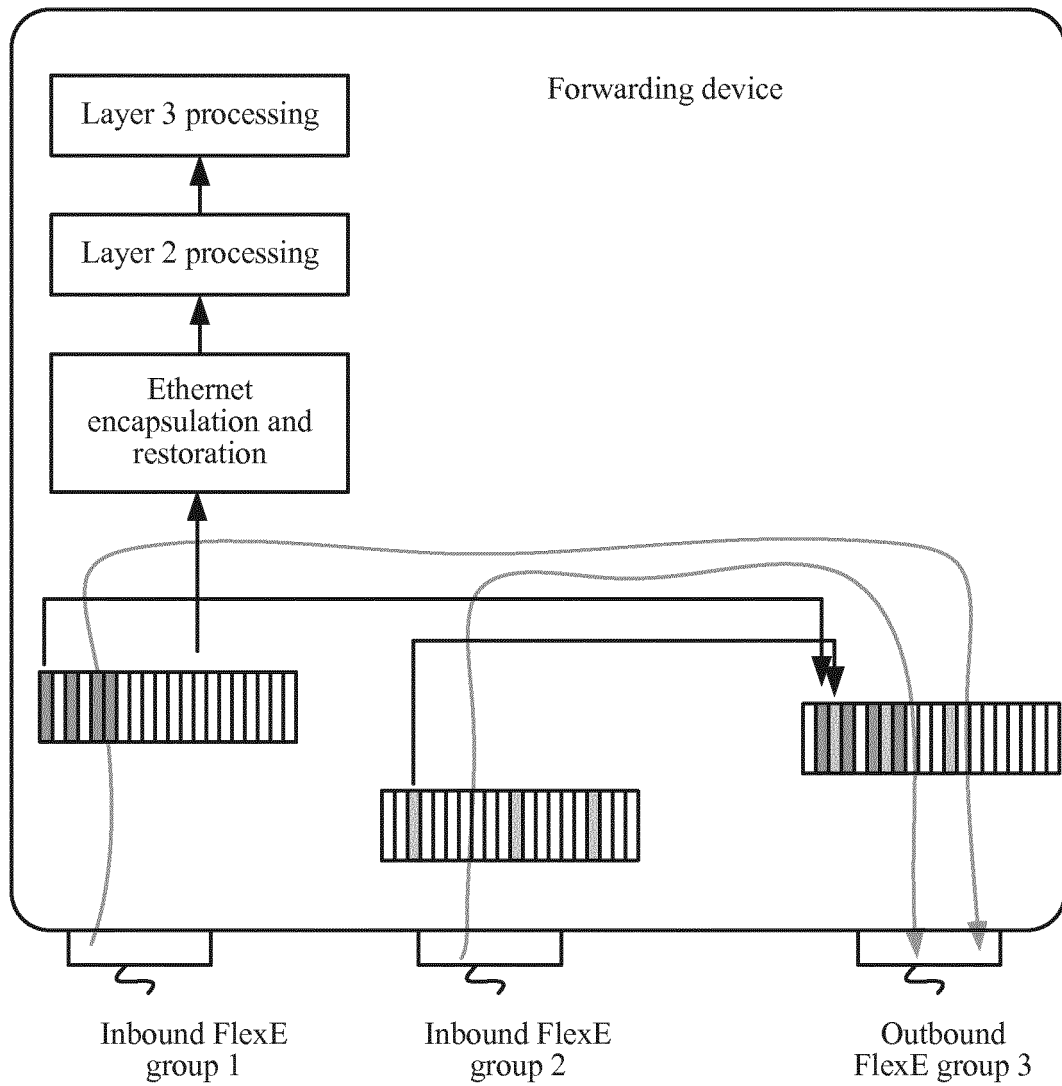 Forwarding device
Layer 3 processing
Layer 2 processing
Ethernet
encapsulation and
restoration
Inbound FlexE
group 1
Inbound FlexE
group 2
Outbound
FlexE group 3